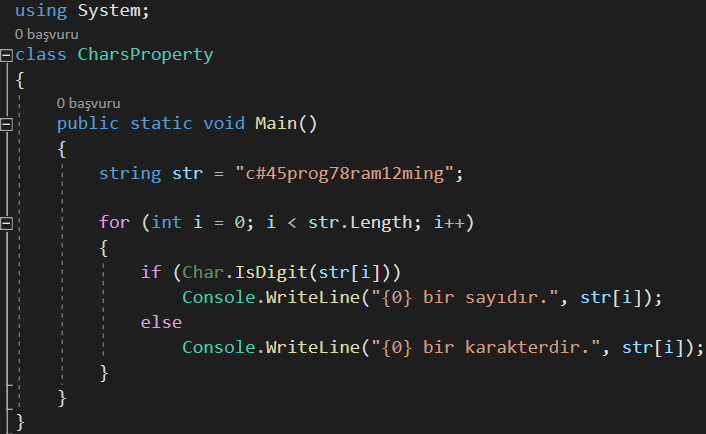 using System;
0 başvuru
class CharsProperty
{
0 başvuru
public static void Main()
{
string str = "c#45prog78ram12ming";
for (int i = 0; i < str.Length; i++)
{
if (Char.IsDigit(str[i]))
Console.WriteLine("{0} bir sayıdır.", str[i]);
else
Console.WriteLine("{0} bir karakterdir.", str[i]);
}
}
}